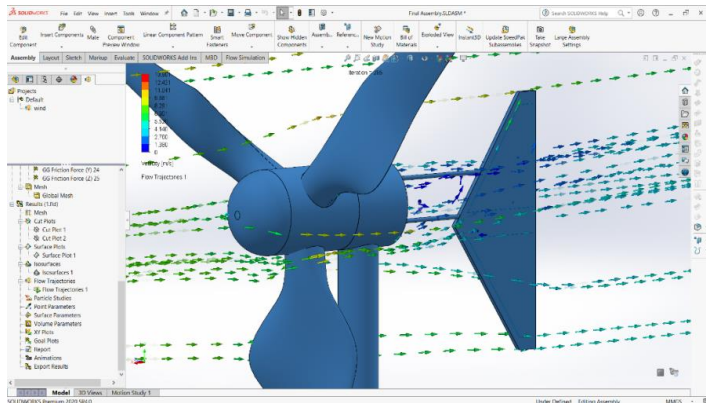 SOLIDWORKS File Edit View Insert Tools Window
Final Assembly.SLDASM *
Search SOLIDWORKS Help
Edit Component
Insert Components
Mate
Component Preview Window
Linear Component Pattern
Smart Fasteners
Move Component
Show Hidden Components
Assemb...
Referenc...
New Motion Study
Bill of Materials
Exploded View
Instant3D
Update SpeedPak Subassemblies
Take Snapshot
Large Assembly Settings
Assembly Layout Sketch Markup Evaluate SOLIDWORKS Add-Ins MBD Flow Simulation
Projects
Default
wind
GG Friction Force (Y) 24
GG Friction Force (Z) 25
Mesh
Global Mesh
Results (1.fld)
Mesh
Cut Plots
Cut Plot 1
Cut Plot 2
Surface Plots
Surface Plot 1
Isosurfaces
Isosurfaces 1
Flow Trajectories
Flow Trajectories 1
Particle Studies
Point Parameters
Surface Parameters
Volume Parameters
XY Plots
Goal Plots
Report
Animations
Export Results
4.140
2.760
1.380
0
Velocity [m/s]
Flow Trajectories 1
Model 3D Views Motion Study 1
SOLIDWORKS Premium 2020 SP4.0
Under Defined Editing Assembly MMGS